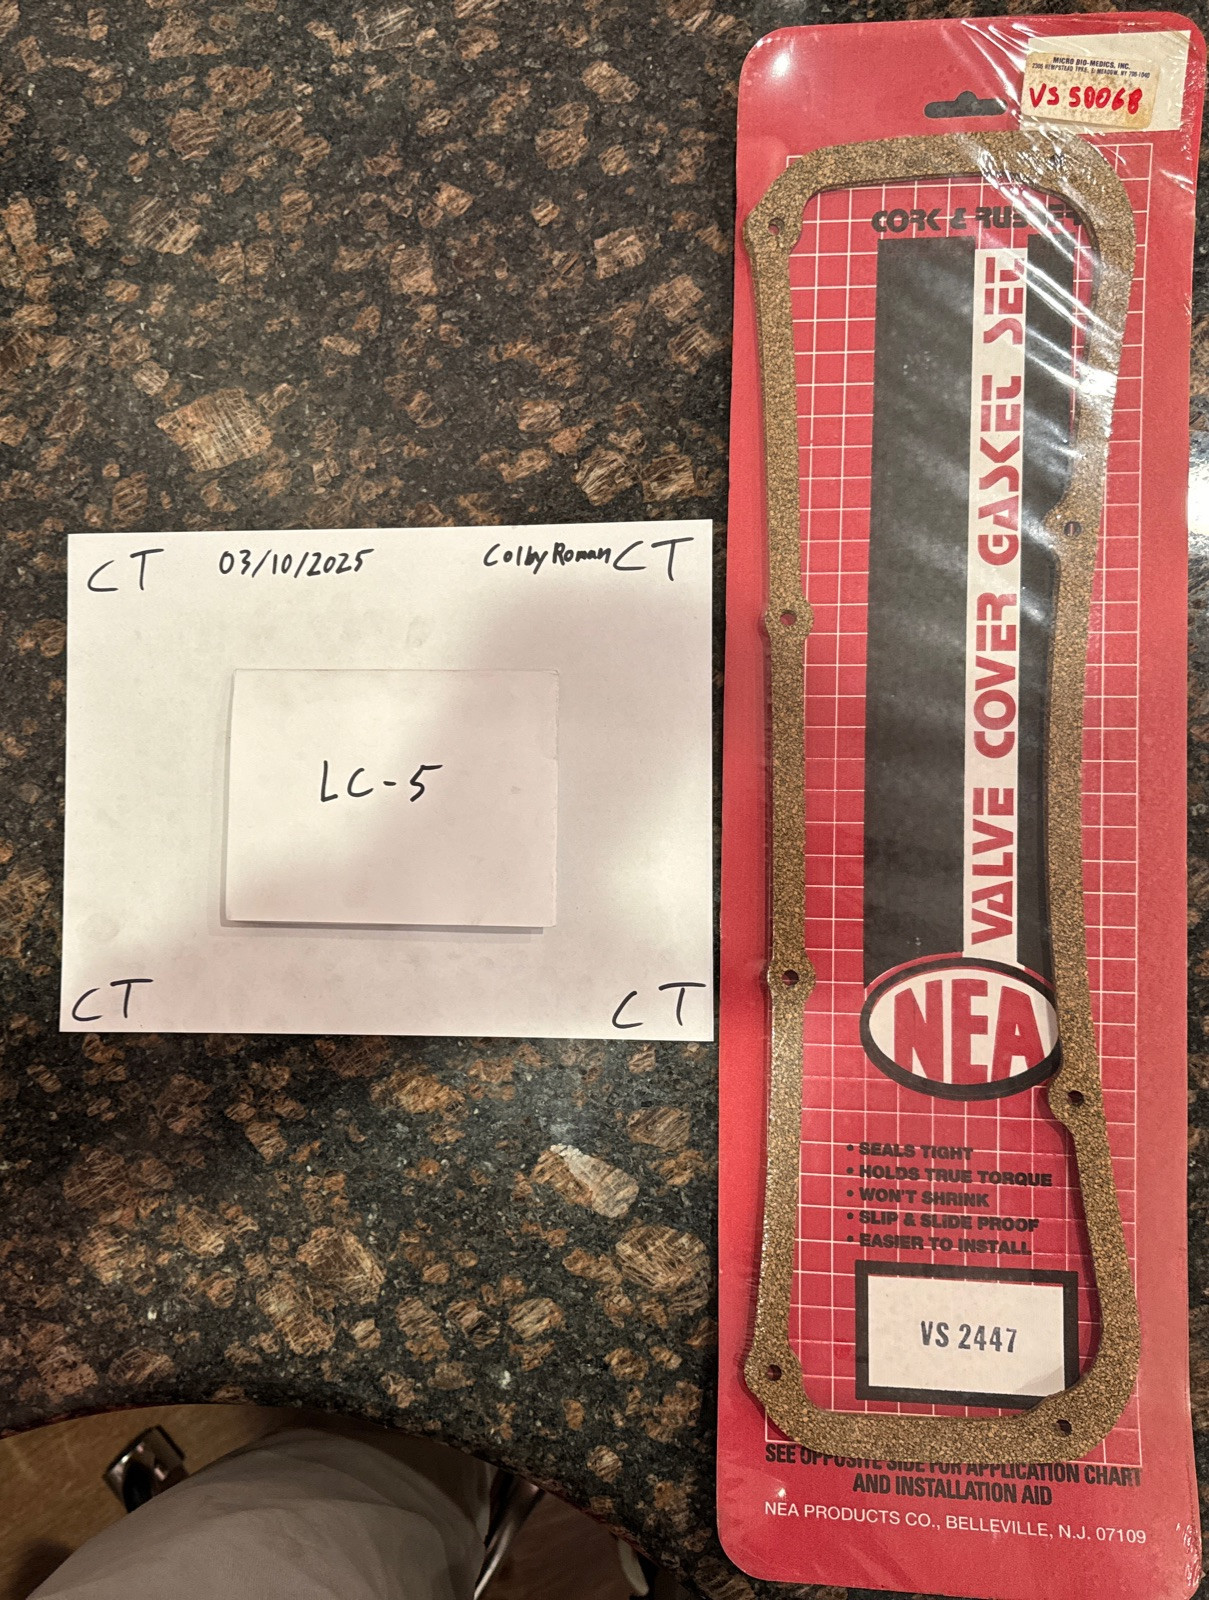 CT 03/10/2025 Colby Roman CT
LC-5
CT CT
MICRO BIO-MEDICS, INC.
VS 50068
CORK & RUBBER
VALVE COVER GASKET SET
NEA
• SEALS TIGHT
• HOLDS TRUE TORQUE
• WON'T SHRINK
• SLIP & SLIDE PROOF
• EASIER TO INSTALL
VS 2447
SEE OPPOSITE SIDE FOR APPLICATION CHART
AND INSTALLATION AID
NEA PRODUCTS CO., BELLEVILLE, N.J. 07109